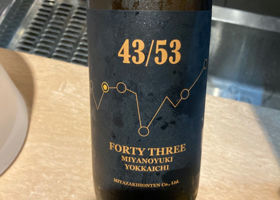 43/53
FORTY THREE
MIYANOYUKI
YOKKAICHI
MIYAZAKIHONTEN Co., Ltd.